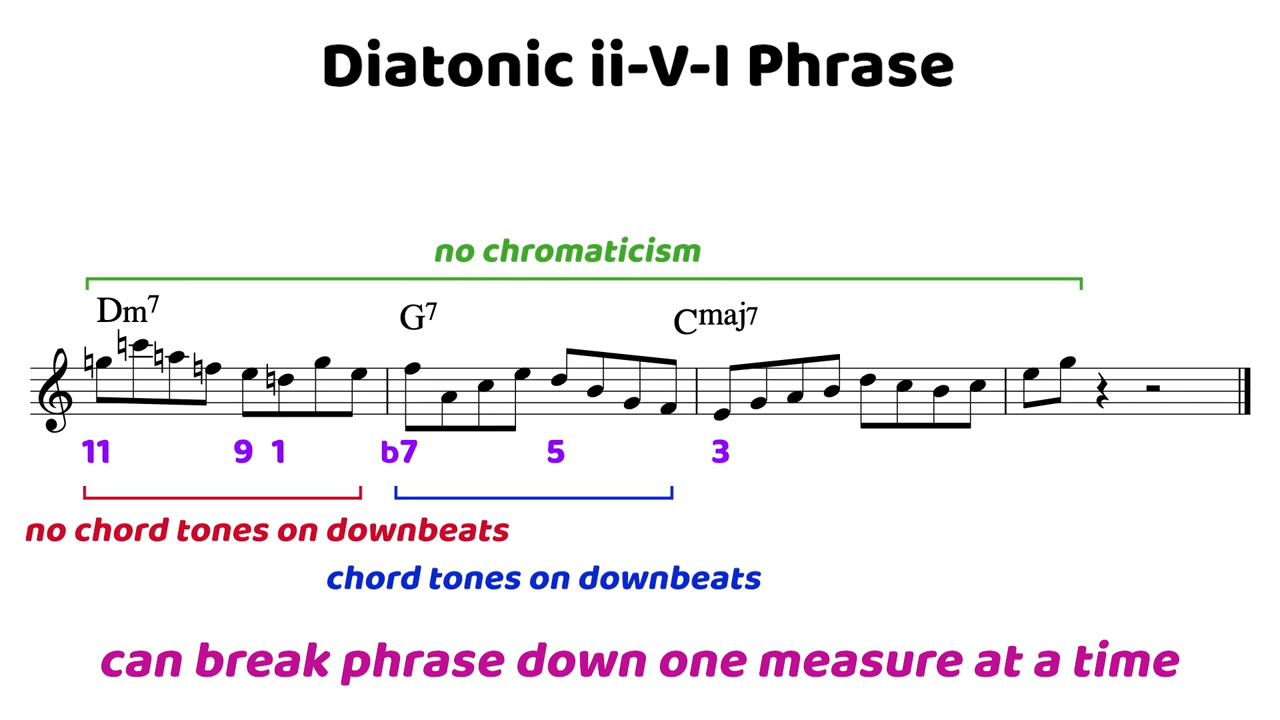 Diatonic ii-V-I Phrase
no chromaticism
Dm7 G7 Cmaj7
11 9 1 b7 5 3
no chord tones on downbeats
chord tones on downbeats
can break phrase down one measure at a time